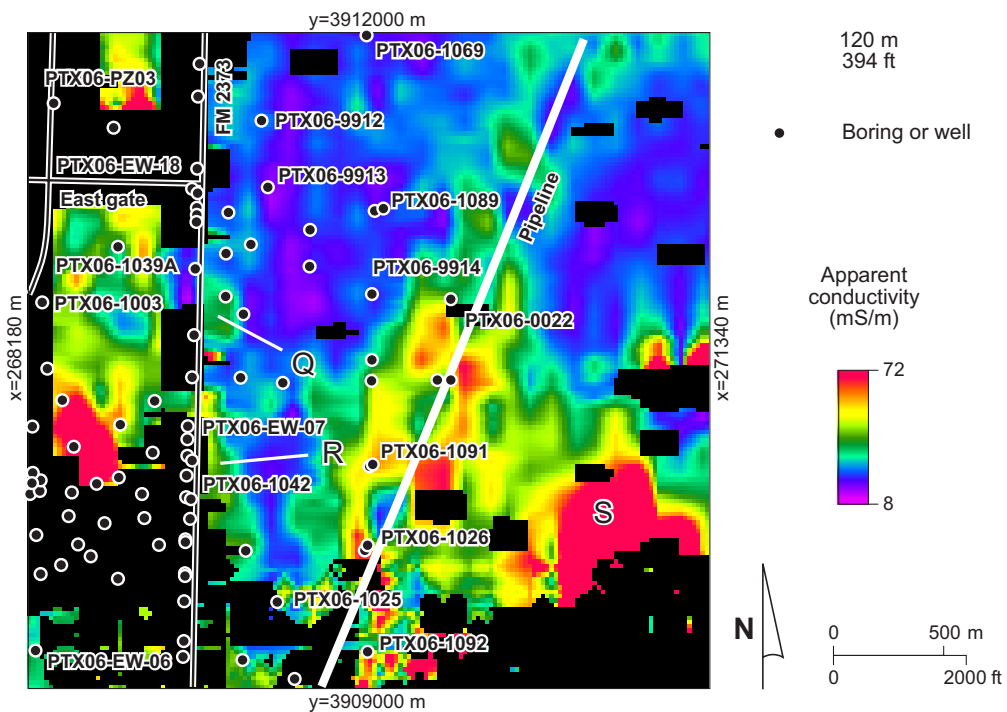 y=3912000 m
PTX06-1069
PTX06-PZ03
FM 2373
PTX06-9912
PTX06-EW-18
PTX06-9913
East gate
PTX06-1089
Pipeline
PTX06-1039A
PTX06-9914
PTX06-1003
PTX06-0022
Q
PTX06-EW-07
R
PTX06-1091
PTX06-1042
S
PTX06-1026
PTX06-1025
PTX06-1092
PTX06-EW-06
y=3909000 m
x=268180 m
x=271340 m
120 m
394 ft
Boring or well
Apparent
conductivity
(mS/m)
72
8
N
0
500 m
0
2000 ft